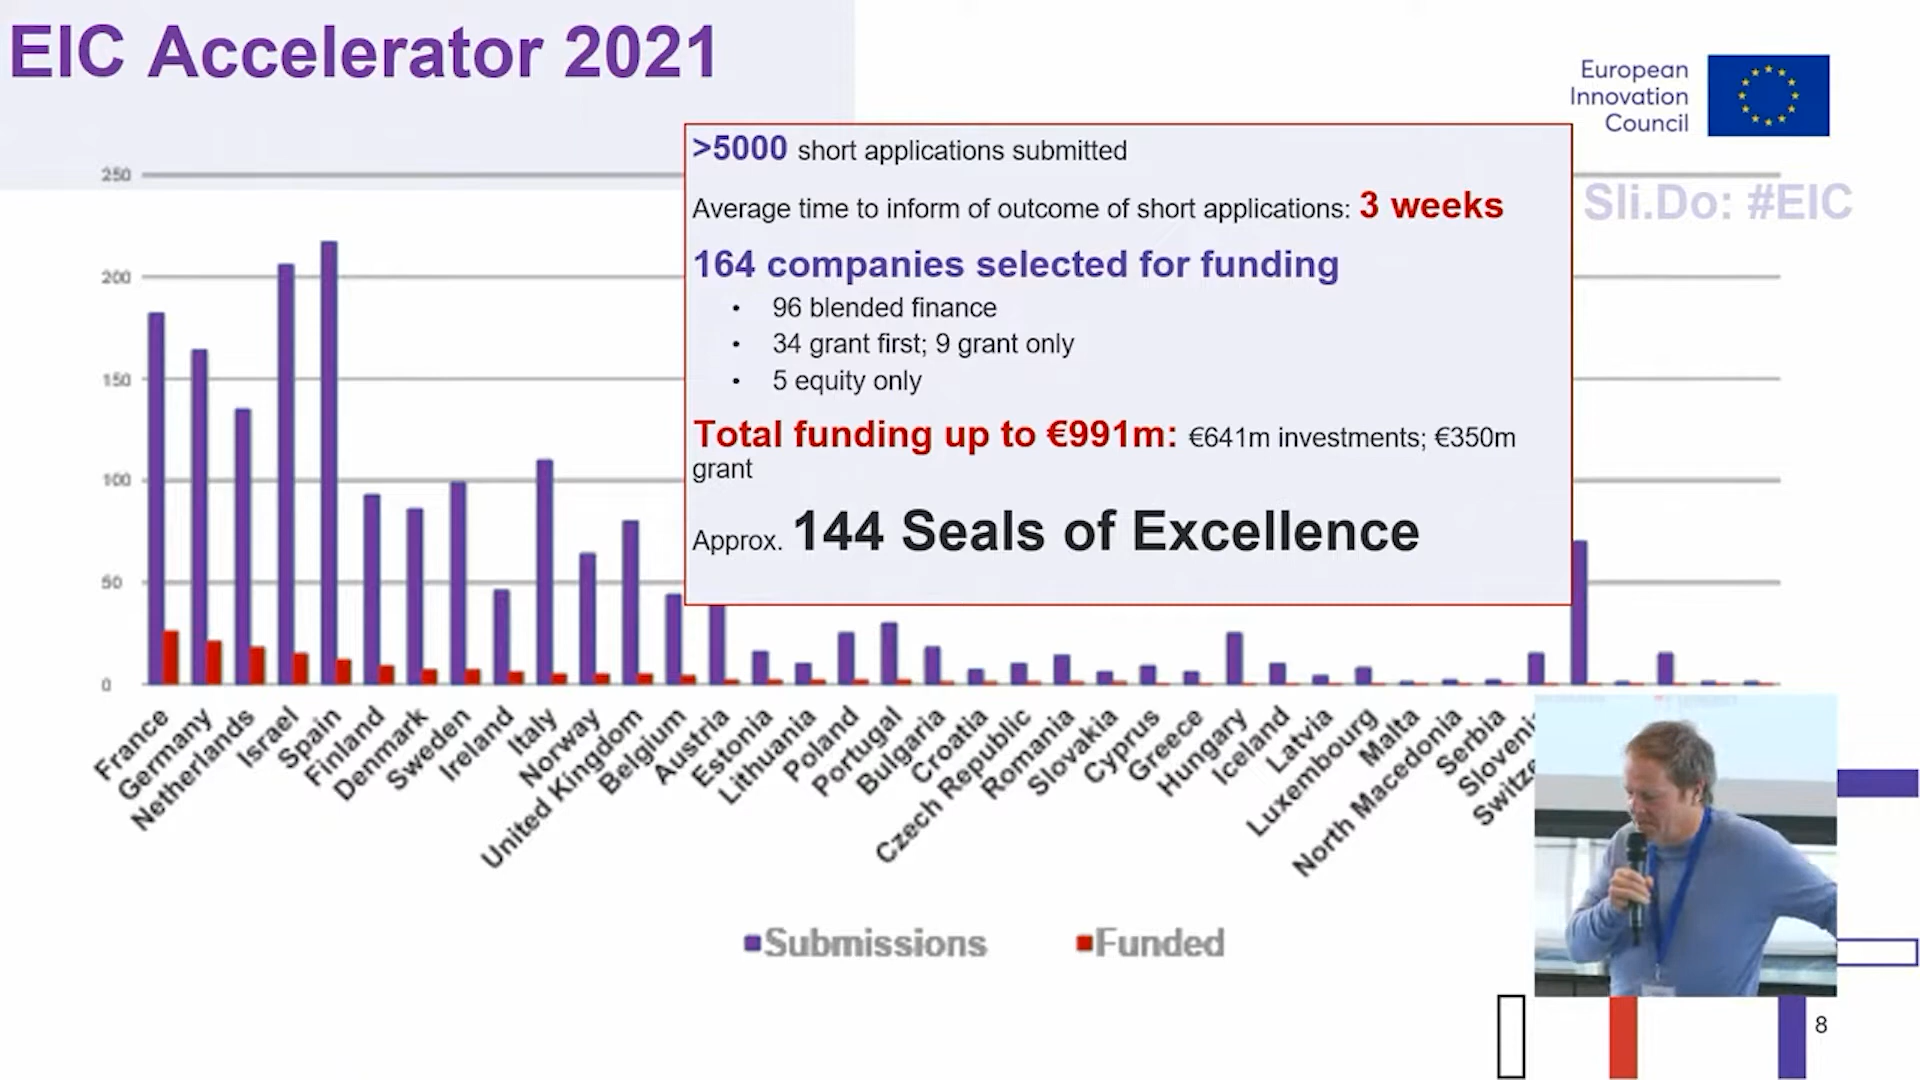 EIC Accelerator 2021
European
Innovation
Council
Sli.Do: #EIC
>5000 short applications submitted
Average time to inform of outcome of short applications: 3 weeks
164 companies selected for funding
• 96 blended finance
• 34 grant first; 9 grant only
• 5 equity only
Total funding up to €991m: €641m investments; €350m
grant
Approx. 144 Seals of Excellence
250
200
150
100
50
0
France
Germany
Netherlands
Israel
Spain
Finland
Denmark
Sweden
Ireland
Italy
Norway
United Kingdom
Belgium
Austria
Estonia
Lithuania
Poland
Portugal
Bulgaria
Croatia
Czech Republic
Romania
Slovakia
Cyprus
Greece
Hungary
Iceland
Latvia
Luxembourg
Malta
North Macedonia
Serbia
Sloveni
Switze
Submissions
Funded
8